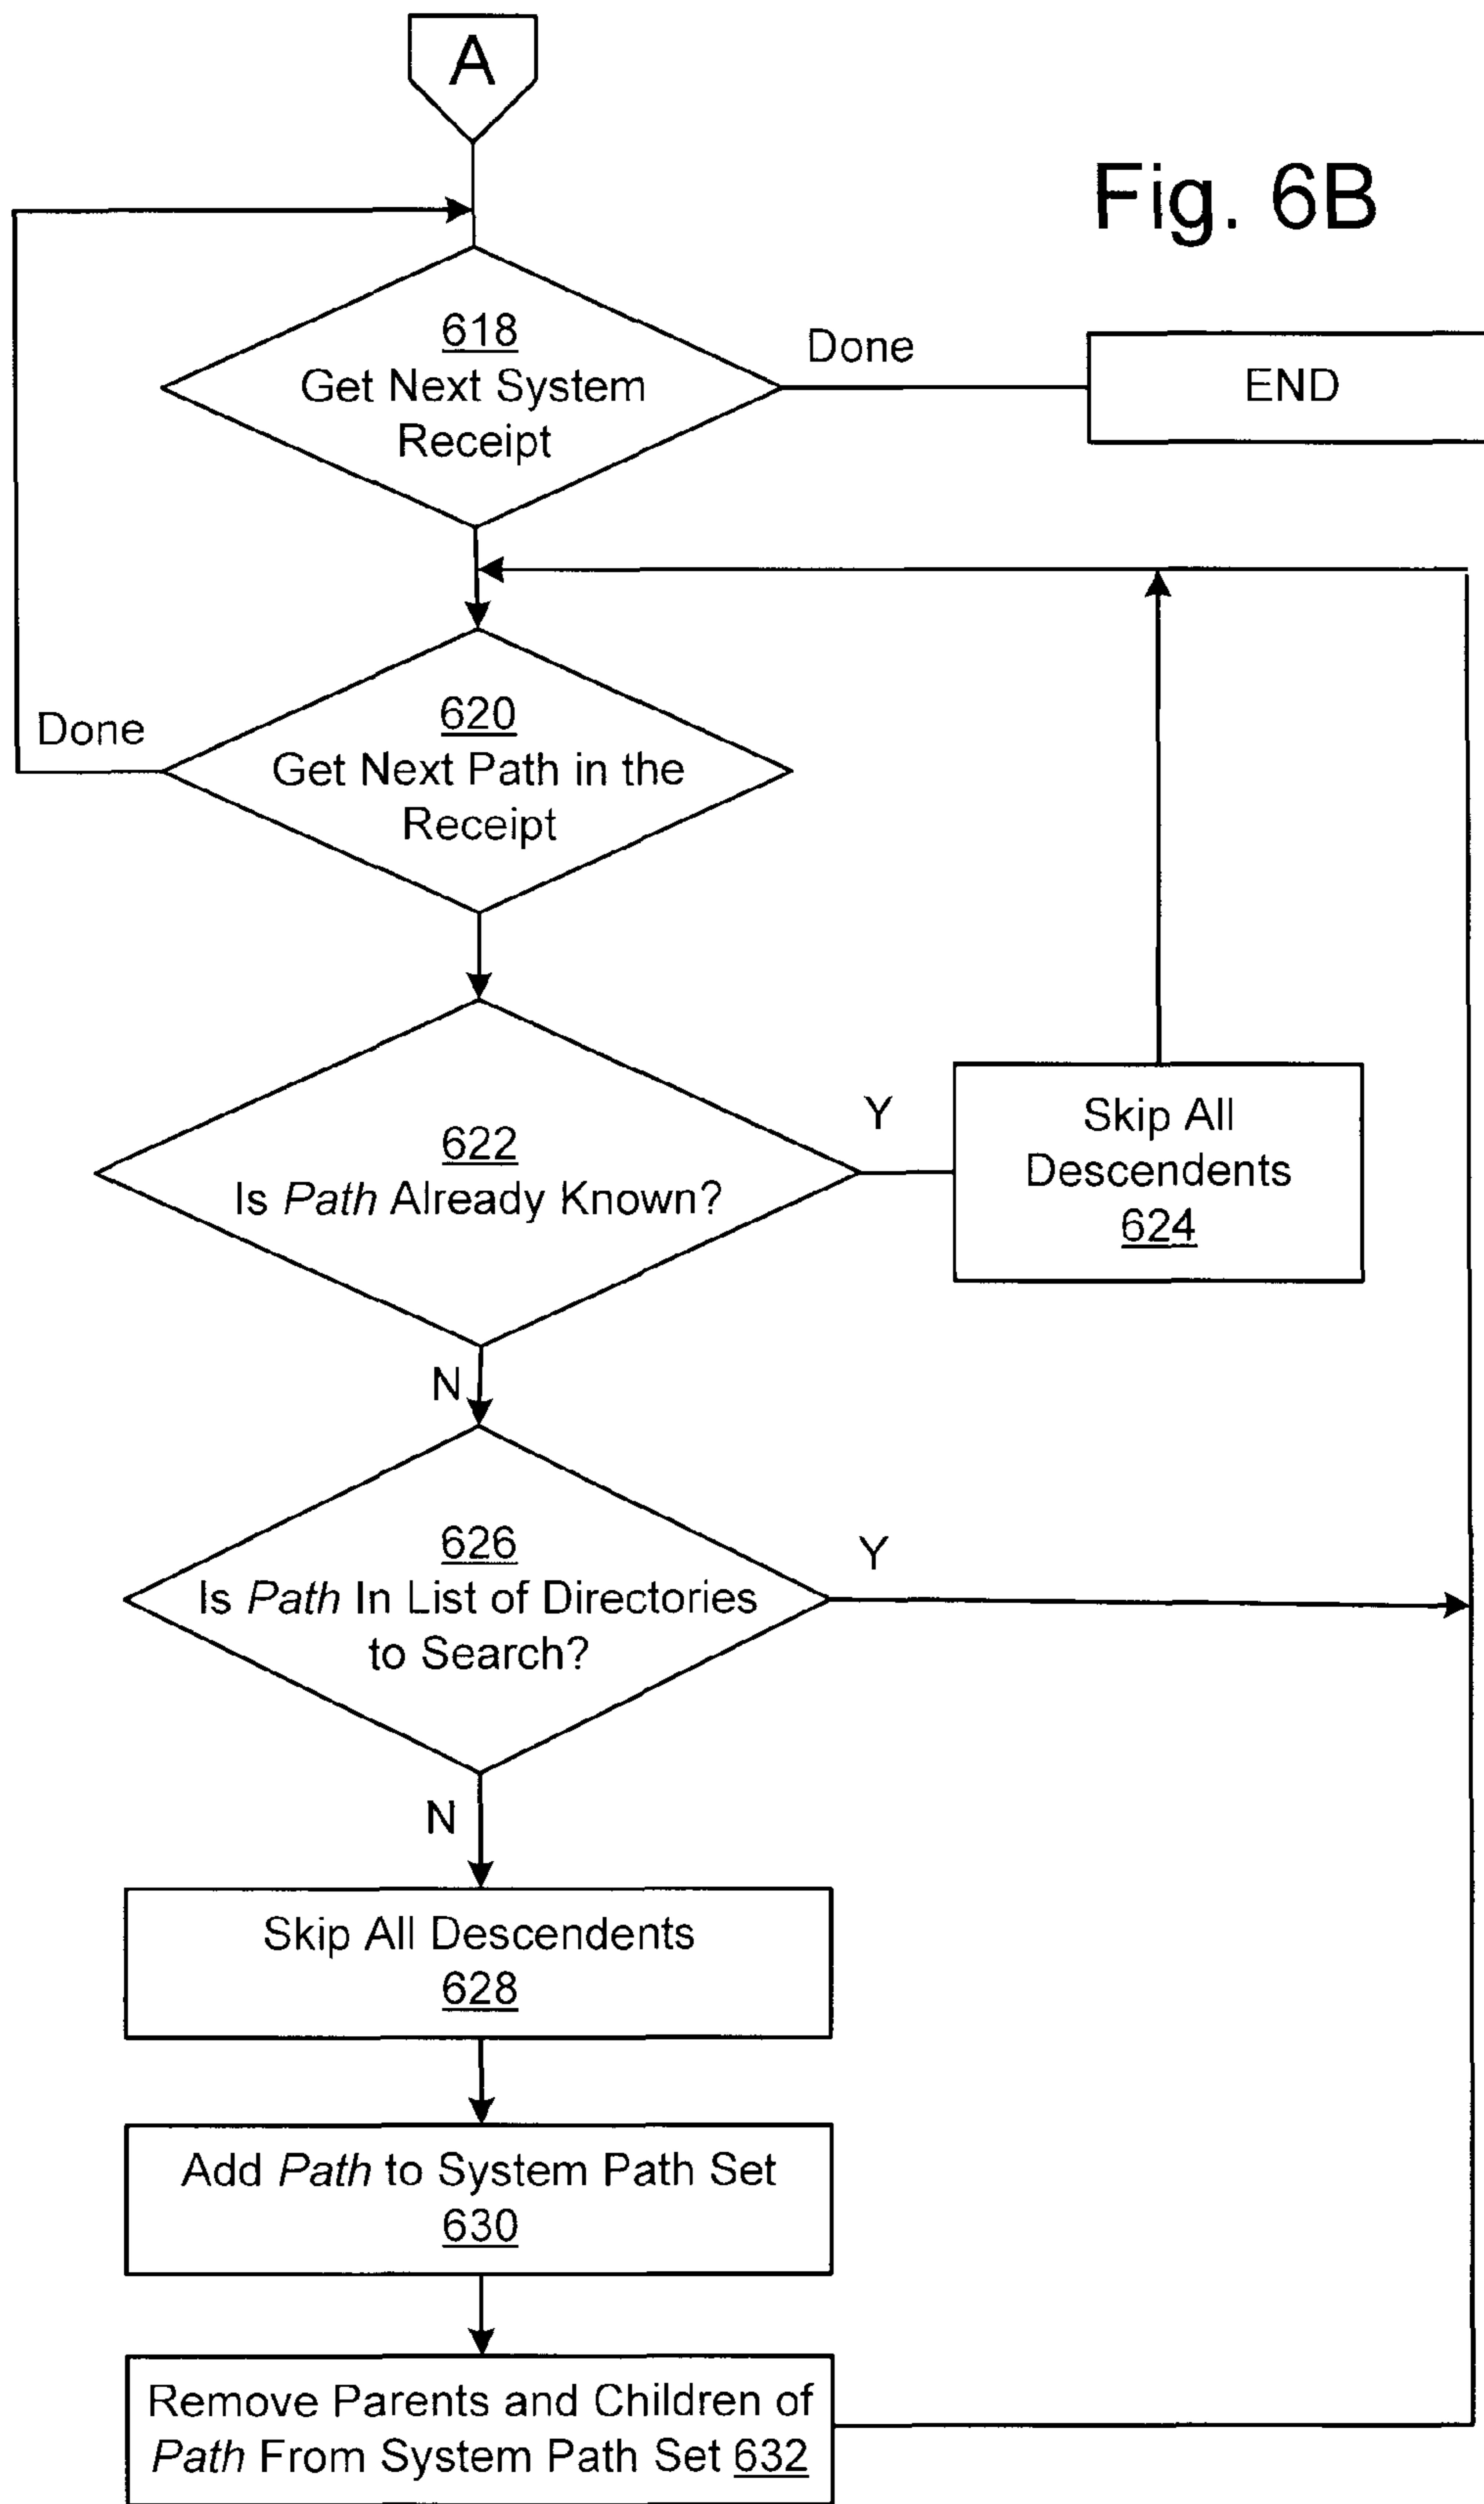 A
Fig. 6B
618
Get Next System
Receipt
Done
END
620
Get Next Path in the
Receipt
Done
622
Is Path Already Known?
Y
Skip All
Descendents
624
N
626
Is Path In List of Directories
to Search?
Y
N
Skip All Descendents
628
Add Path to System Path Set
630
Remove Parents and Children of
Path From System Path Set 632